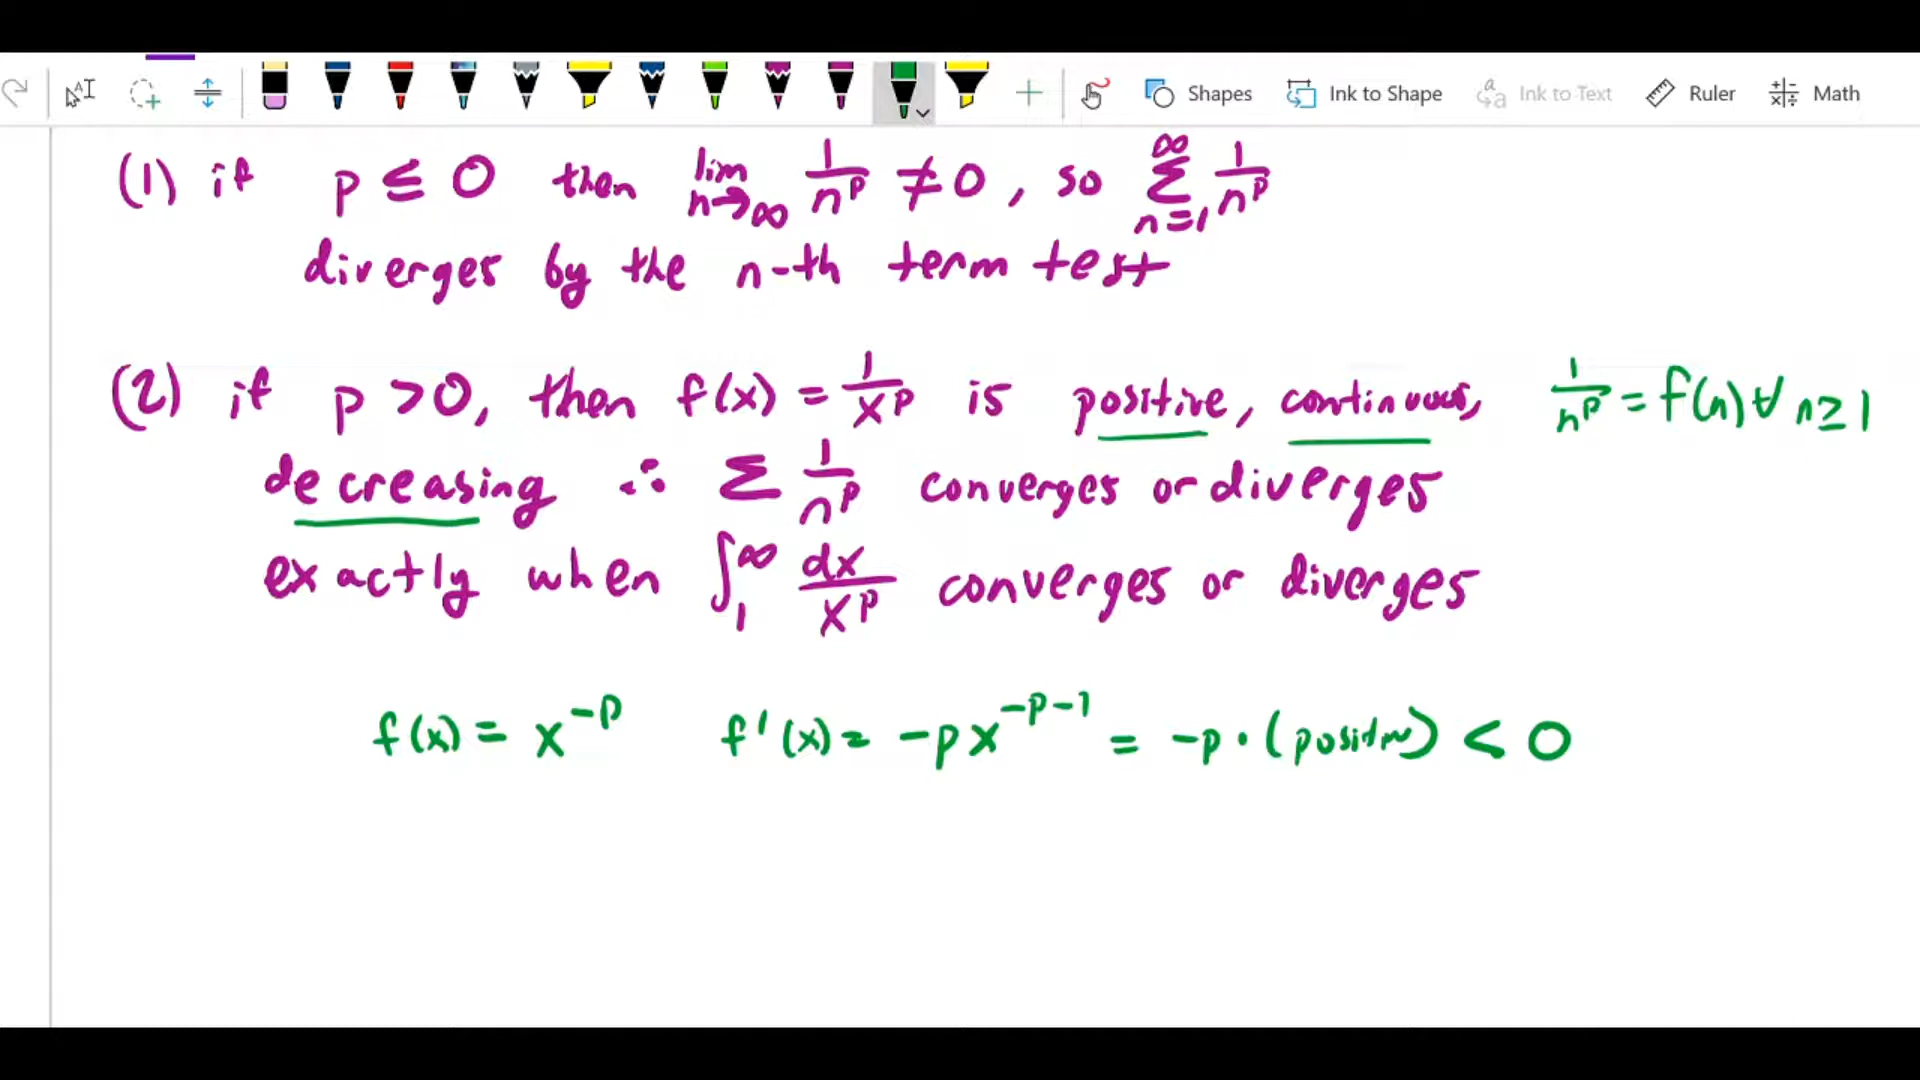 Shapes Ink to Shape Ink to Text Ruler Math
(1) if p ≤ 0 then lim n→∞ 1/n^p ≠ 0, so ∑ n=1 ∞ 1/n^p
diverges by the n-th term test
(2) if p > 0, then f(x) = 1/x^p is positive, continuous, 1/n^p = f(n) ∀ n ≥ 1
decreasing ∴ ∑ 1/n^p converges or diverges
exactly when ∫_1^∞ dx/x^p converges or diverges
f(x) = x^{-p} f'(x) = -px^{-p-1} = -p · (positive) < 0